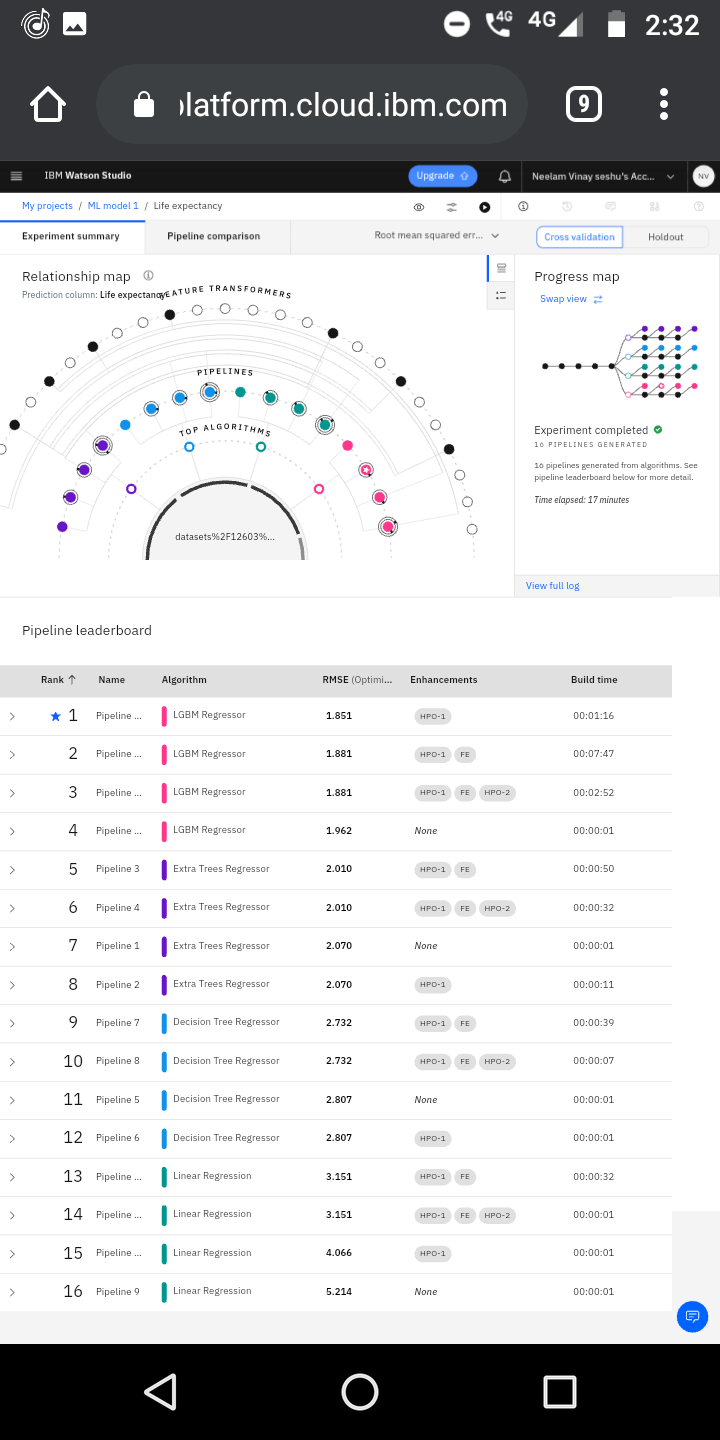 4G 4G 2:32
platform.cloud.ibm.com 9
IBM Watson Studio Upgrade Neelam Vinay seshu's Acc... NV
My projects / ML model 1 / Life expectancy
Experiment summary Pipeline comparison Root mean squared err... Cross validation Holdout
Relationship map
Prediction column: Life expectancy
FEATURE TRANSFORMERS
PIPELINES
TOP ALGORITHMS
datasets%2F12603%...
Progress map
Swap view
Experiment completed
16 PIPELINES GENERATED
16 pipelines generated from algorithms. See
pipeline leaderboard below for more detail.
Time elapsed: 17 minutes
View full log
Pipeline leaderboard
Rank Name Algorithm RMSE (Optimi... Enhancements Build time
1 Pipeline ... LGBM Regressor 1.851 HPO-1 00:01:16
2 Pipeline ... LGBM Regressor 1.881 HPO-1 FE 00:07:47
3 Pipeline ... LGBM Regressor 1.881 HPO-1 FE HPO-2 00:02:52
4 Pipeline ... LGBM Regressor 1.962 None 00:00:01
5 Pipeline 3 Extra Trees Regressor 2.010 HPO-1 FE 00:00:50
6 Pipeline 4 Extra Trees Regressor 2.010 HPO-1 FE HPO-2 00:00:32
7 Pipeline 1 Extra Trees Regressor 2.070 None 00:00:01
8 Pipeline 2 Extra Trees Regressor 2.070 HPO-1 00:00:11
9 Pipeline 7 Decision Tree Regressor 2.732 HPO-1 FE 00:00:39
10 Pipeline 8 Decision Tree Regressor 2.732 HPO-1 FE HPO-2 00:00:07
11 Pipeline 5 Decision Tree Regressor 2.807 None 00:00:01
12 Pipeline 6 Decision Tree Regressor 2.807 HPO-1 00:00:01
13 Pipeline ... Linear Regression 3.151 HPO-1 FE 00:00:32
14 Pipeline ... Linear Regression 3.151 HPO-1 FE HPO-2 00:00:01
15 Pipeline ... Linear Regression 4.066 HPO-1 00:00:01
16 Pipeline 9 Linear Regression 5.214 None 00:00:01